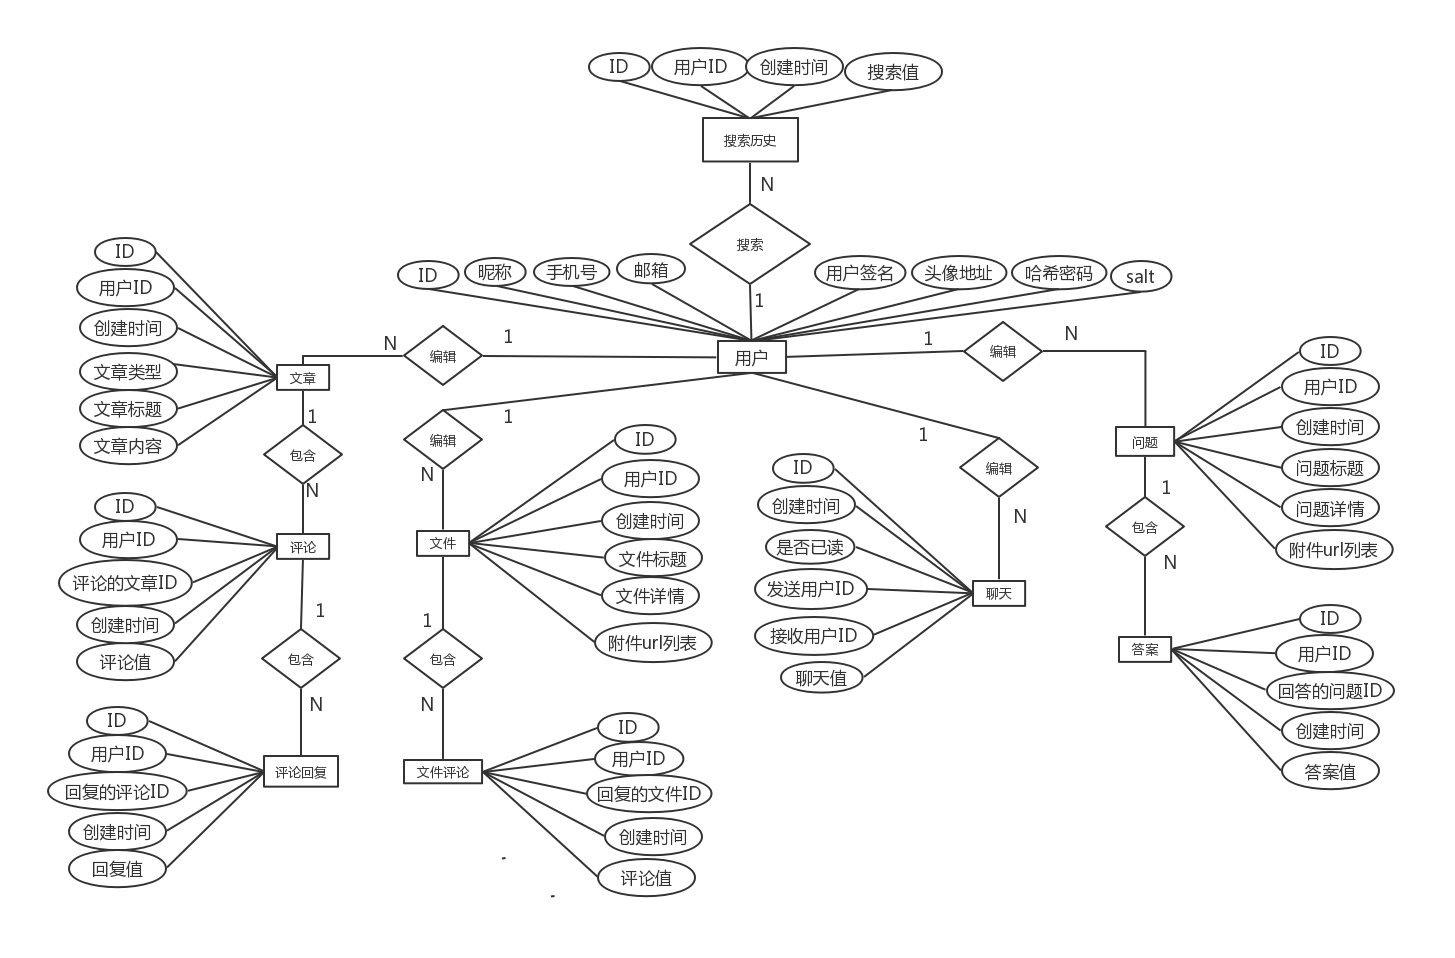 ID
用户ID
创建时间
搜索值
搜索历史
N
搜索
1
ID
昵称
手机号
邮箱
用户签名
头像地址
哈希密码
salt
用户
1
编辑
N
ID
用户ID
创建时间
文章类型
文章标题
文章内容
文章
1
包含
N
ID
用户ID
评论的文章ID
创建时间
评论值
评论
1
包含
N
ID
用户ID
回复的评论ID
创建时间
回复值
评论回复
1
编辑
N
文件
ID
用户ID
创建时间
文件标题
文件详情
附件url列表
1
包含
N
文件评论
ID
用户ID
回复的文件ID
创建时间
评论值
1
编辑
N
聊天
ID
创建时间
是否已读
发送用户ID
接收用户ID
聊天值
1
编辑
N
问题
ID
用户ID
创建时间
问题标题
问题详情
附件url列表
1
包含
N
答案
ID
用户ID
回答的问题ID
创建时间
答案值